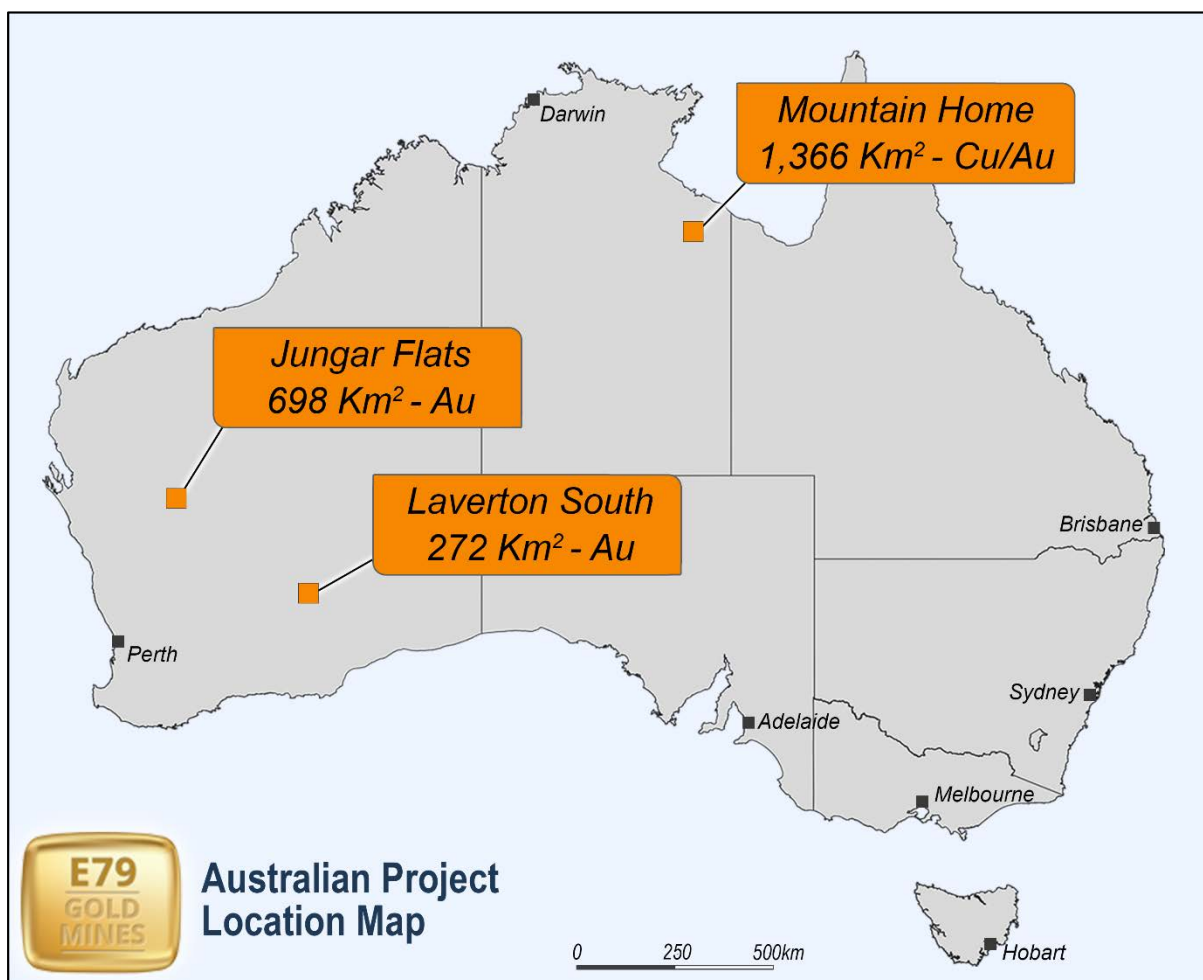 Darwin
Mountain Home
1,366 Km² - Cu/Au
Jungar Flats
698 Km² - Au
Laverton South
272 Km² - Au
Brisbane
Perth
Sydney
Adelaide
Melbourne
E79
GOLD
MINES
Australian Project
Location Map
0 250 500km
Hobart